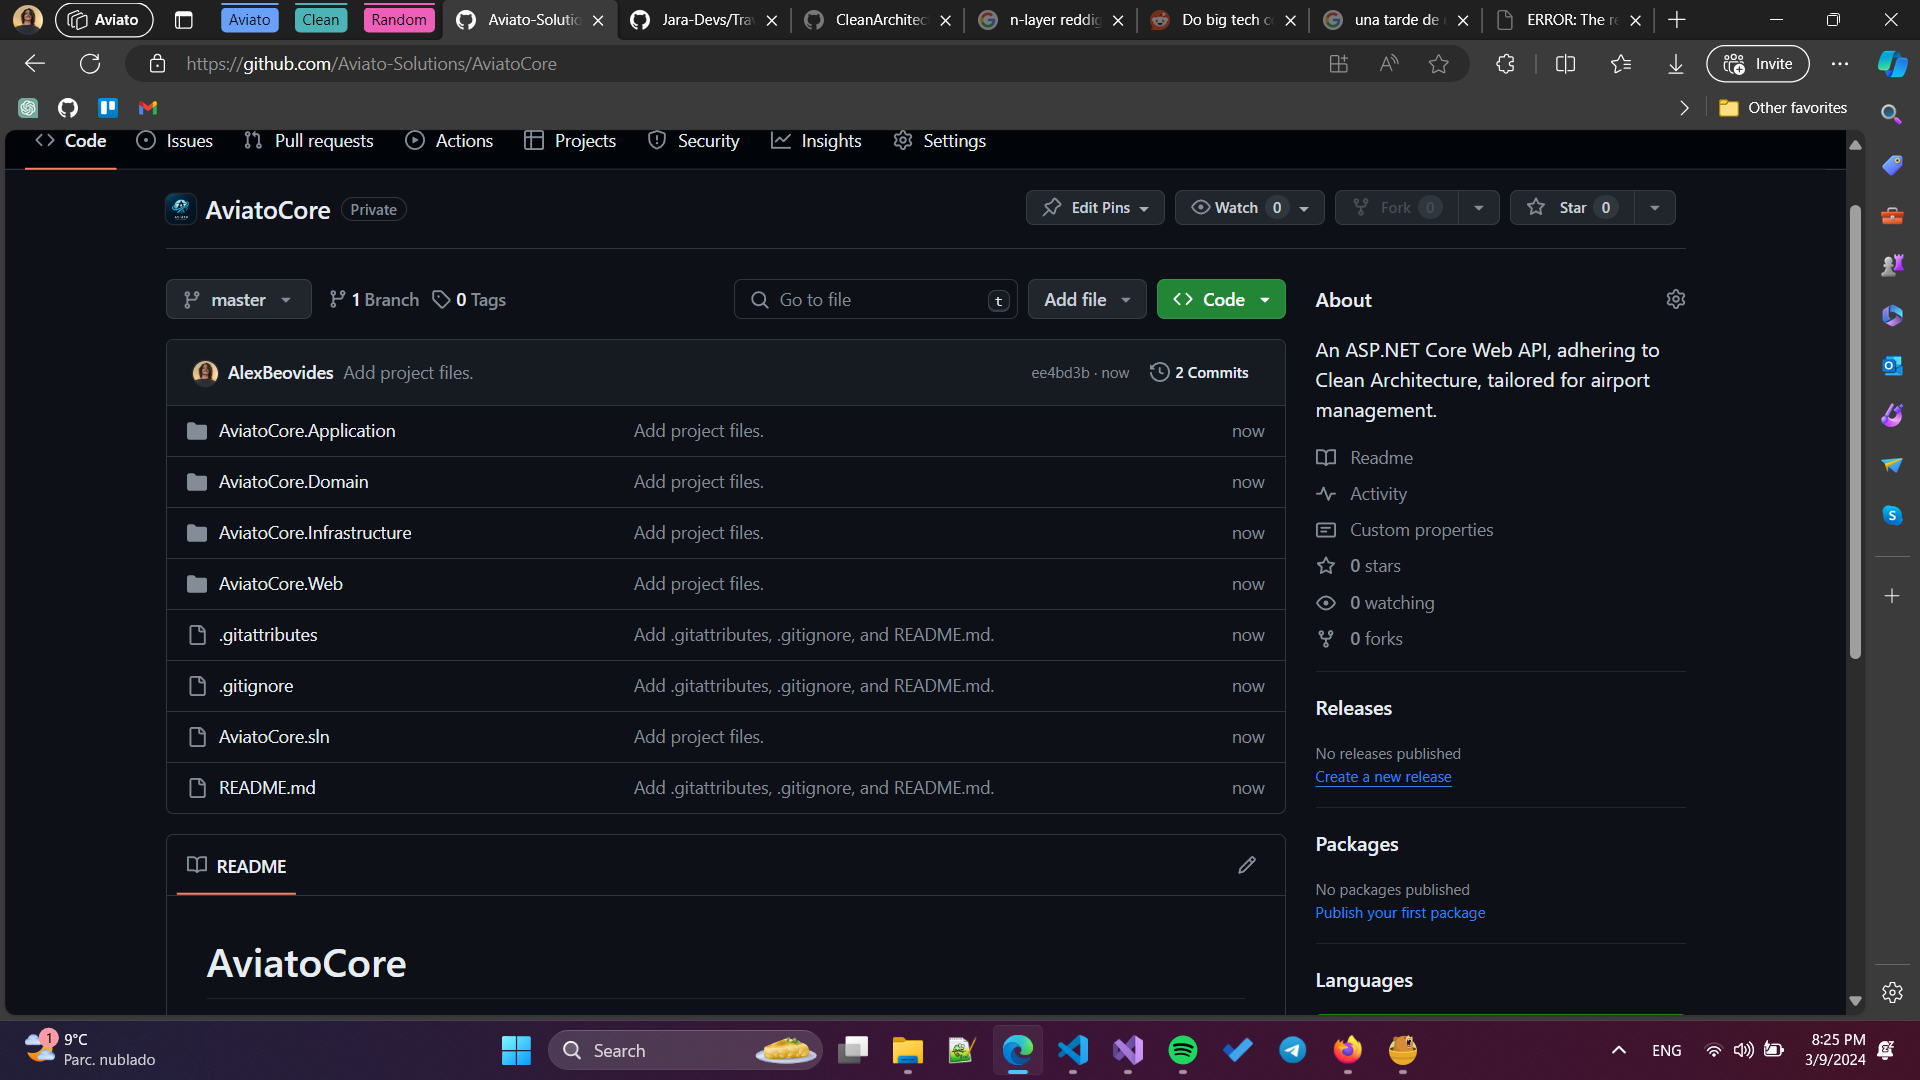 Aviato
Aviato
Clean
Random
Aviato-Solutio
Jara-Devs/Trav
CleanArchitec
n-layer reddig
Do big tech c
una tarde de
ERROR: The re
https://github.com/Aviato-Solutions/AviatoCore
Invite
Other favorites
Code
Issues
Pull requests
Actions
Projects
Security
Insights
Settings
AviatoCore
Private
Edit Pins
Watch 0
Fork 0
Star 0
master
1 Branch
0 Tags
Go to file
t
Add file
Code
AlexBeovides Add project files.
ee4bd3b · now
2 Commits
AviatoCore.Application Add project files. now
AviatoCore.Domain Add project files. now
AviatoCore.Infrastructure Add project files. now
AviatoCore.Web Add project files. now
.gitattributes Add .gitattributes, .gitignore, and README.md. now
.gitignore Add .gitattributes, .gitignore, and README.md. now
AviatoCore.sln Add project files. now
README.md Add .gitattributes, .gitignore, and README.md. now
README
AviatoCore
About
An ASP.NET Core Web API, adhering to
Clean Architecture, tailored for airport
management.
Readme
Activity
Custom properties
0 stars
0 watching
0 forks
Releases
No releases published
Create a new release
Packages
No packages published
Publish your first package
Languages
1
9°C
Parc. nublado
Search
ENG
8:25 PM
3/9/2024